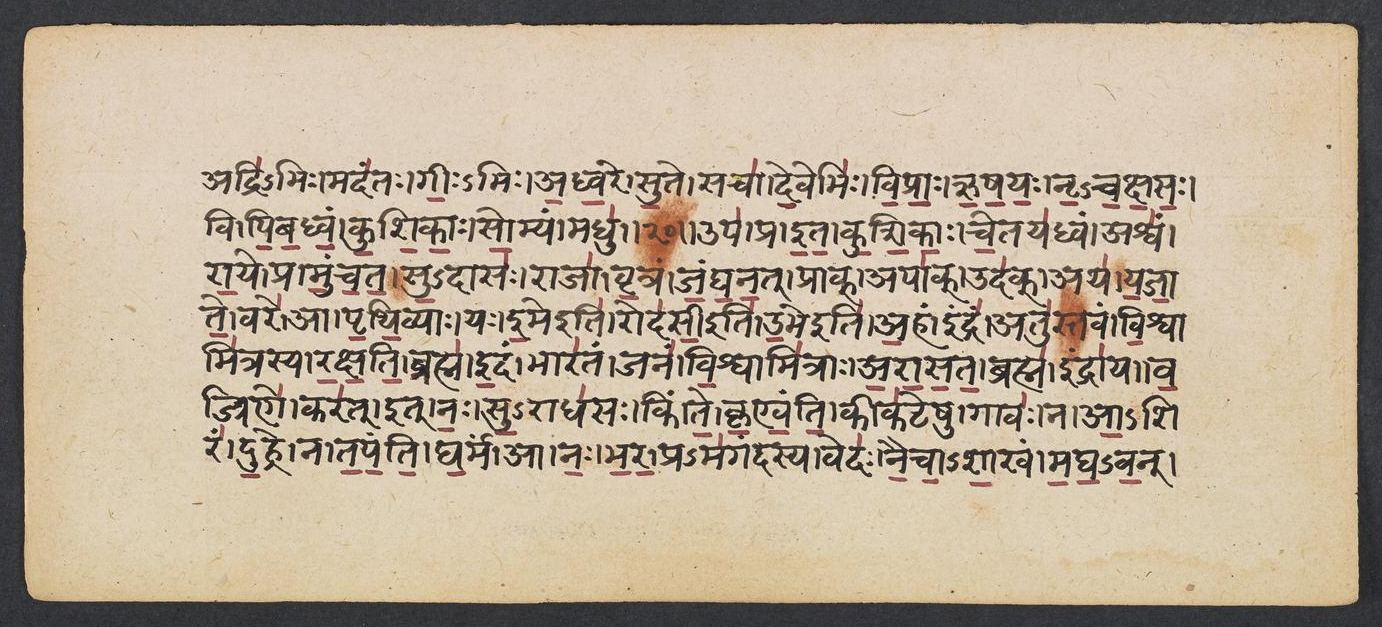 अद्रिऽभिः।मदंतः।गीःऽभिः।अध्वरे।सुते।सचा।देवेभिः।विप्राः।ऋषयः।नृऽचक्षसः।
वि।पिबध्वं।कुशिकाः।सोम्यं।मधु।।२०।।उप।प्र।इत।कुशिकाः।चेतयध्वं।अश्वं।
राये।प्र।मुंचत।सुऽदासः।राजा।वृत्रं।जंघनत्।प्राक्।अपाक्।उदक्।अथ।यजा
ते।वरे।आ।पृथिव्याः।यः।इमे इति।रोदसी इति।उभे इति।अहं।इंद्रं।अतुस्तवं।विश्वा
मित्रस्य।रक्षति।ब्रह्म।इदं।भारतं।जनं।विश्वामित्राः।अरासत।ब्रह्म।इंद्राय।व
ज्रिणे।करत्।इत्।नः।सुऽराधसः।किं।ते।कृण्वंति।कीकटेषु।गावः।न।आऽशि
रं।दुह्रे।न।तपंति।घर्मं।आ।नः।भर।प्रऽमगंदस्य।वेदः।नैचाऽशाखं।मघऽवन्।